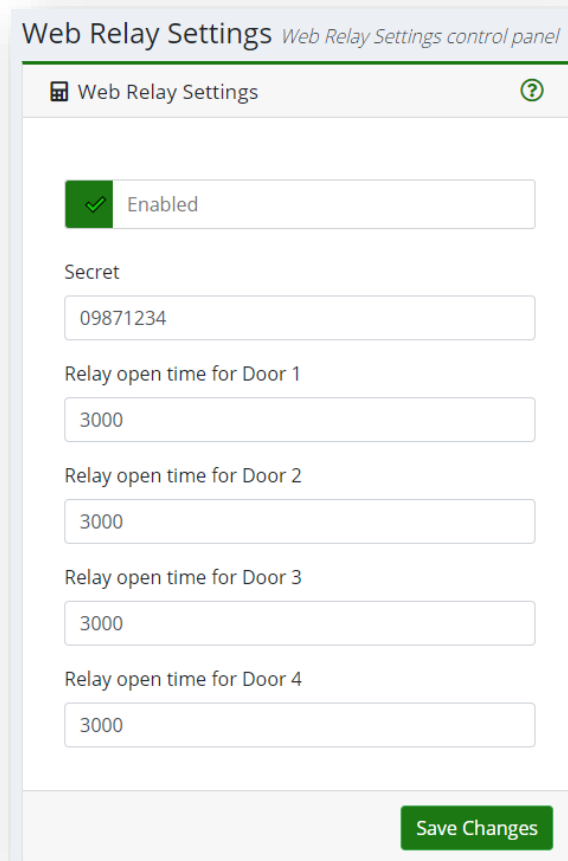 Web Relay Settings Web Relay Settings control panel
Web Relay Settings
Enabled
Secret
09871234
Relay open time for Door 1
3000
Relay open time for Door 2
3000
Relay open time for Door 3
3000
Relay open time for Door 4
3000
Save Changes